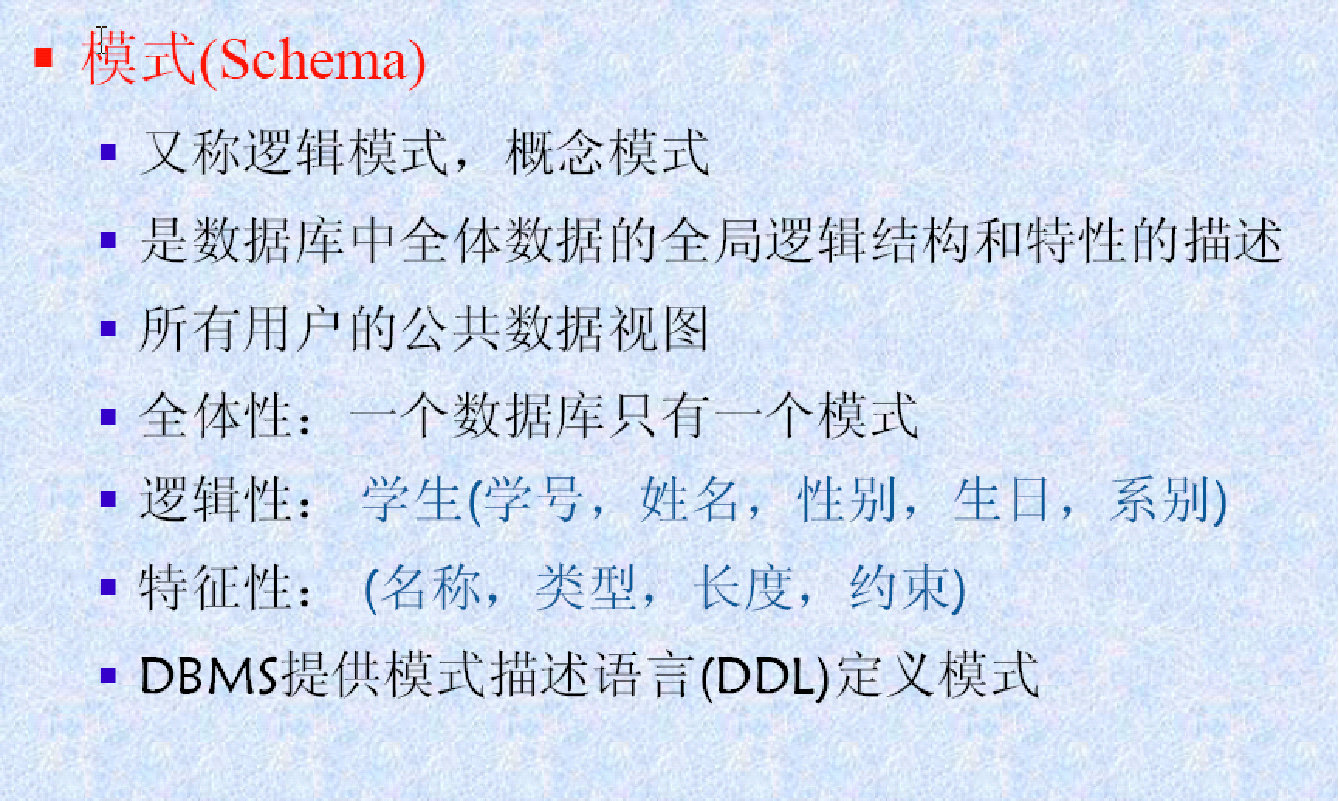 模式(Schema)
又称逻辑模式，概念模式
是数据库中全体数据的全局逻辑结构和特性的描述
所有用户的公共数据视图
全体性：一个数据库只有一个模式
逻辑性： 学生(学号，姓名，性别，生日，系别)
特征性： (名称，类型，长度，约束)
DBMS提供模式描述语言(DDL)定义模式